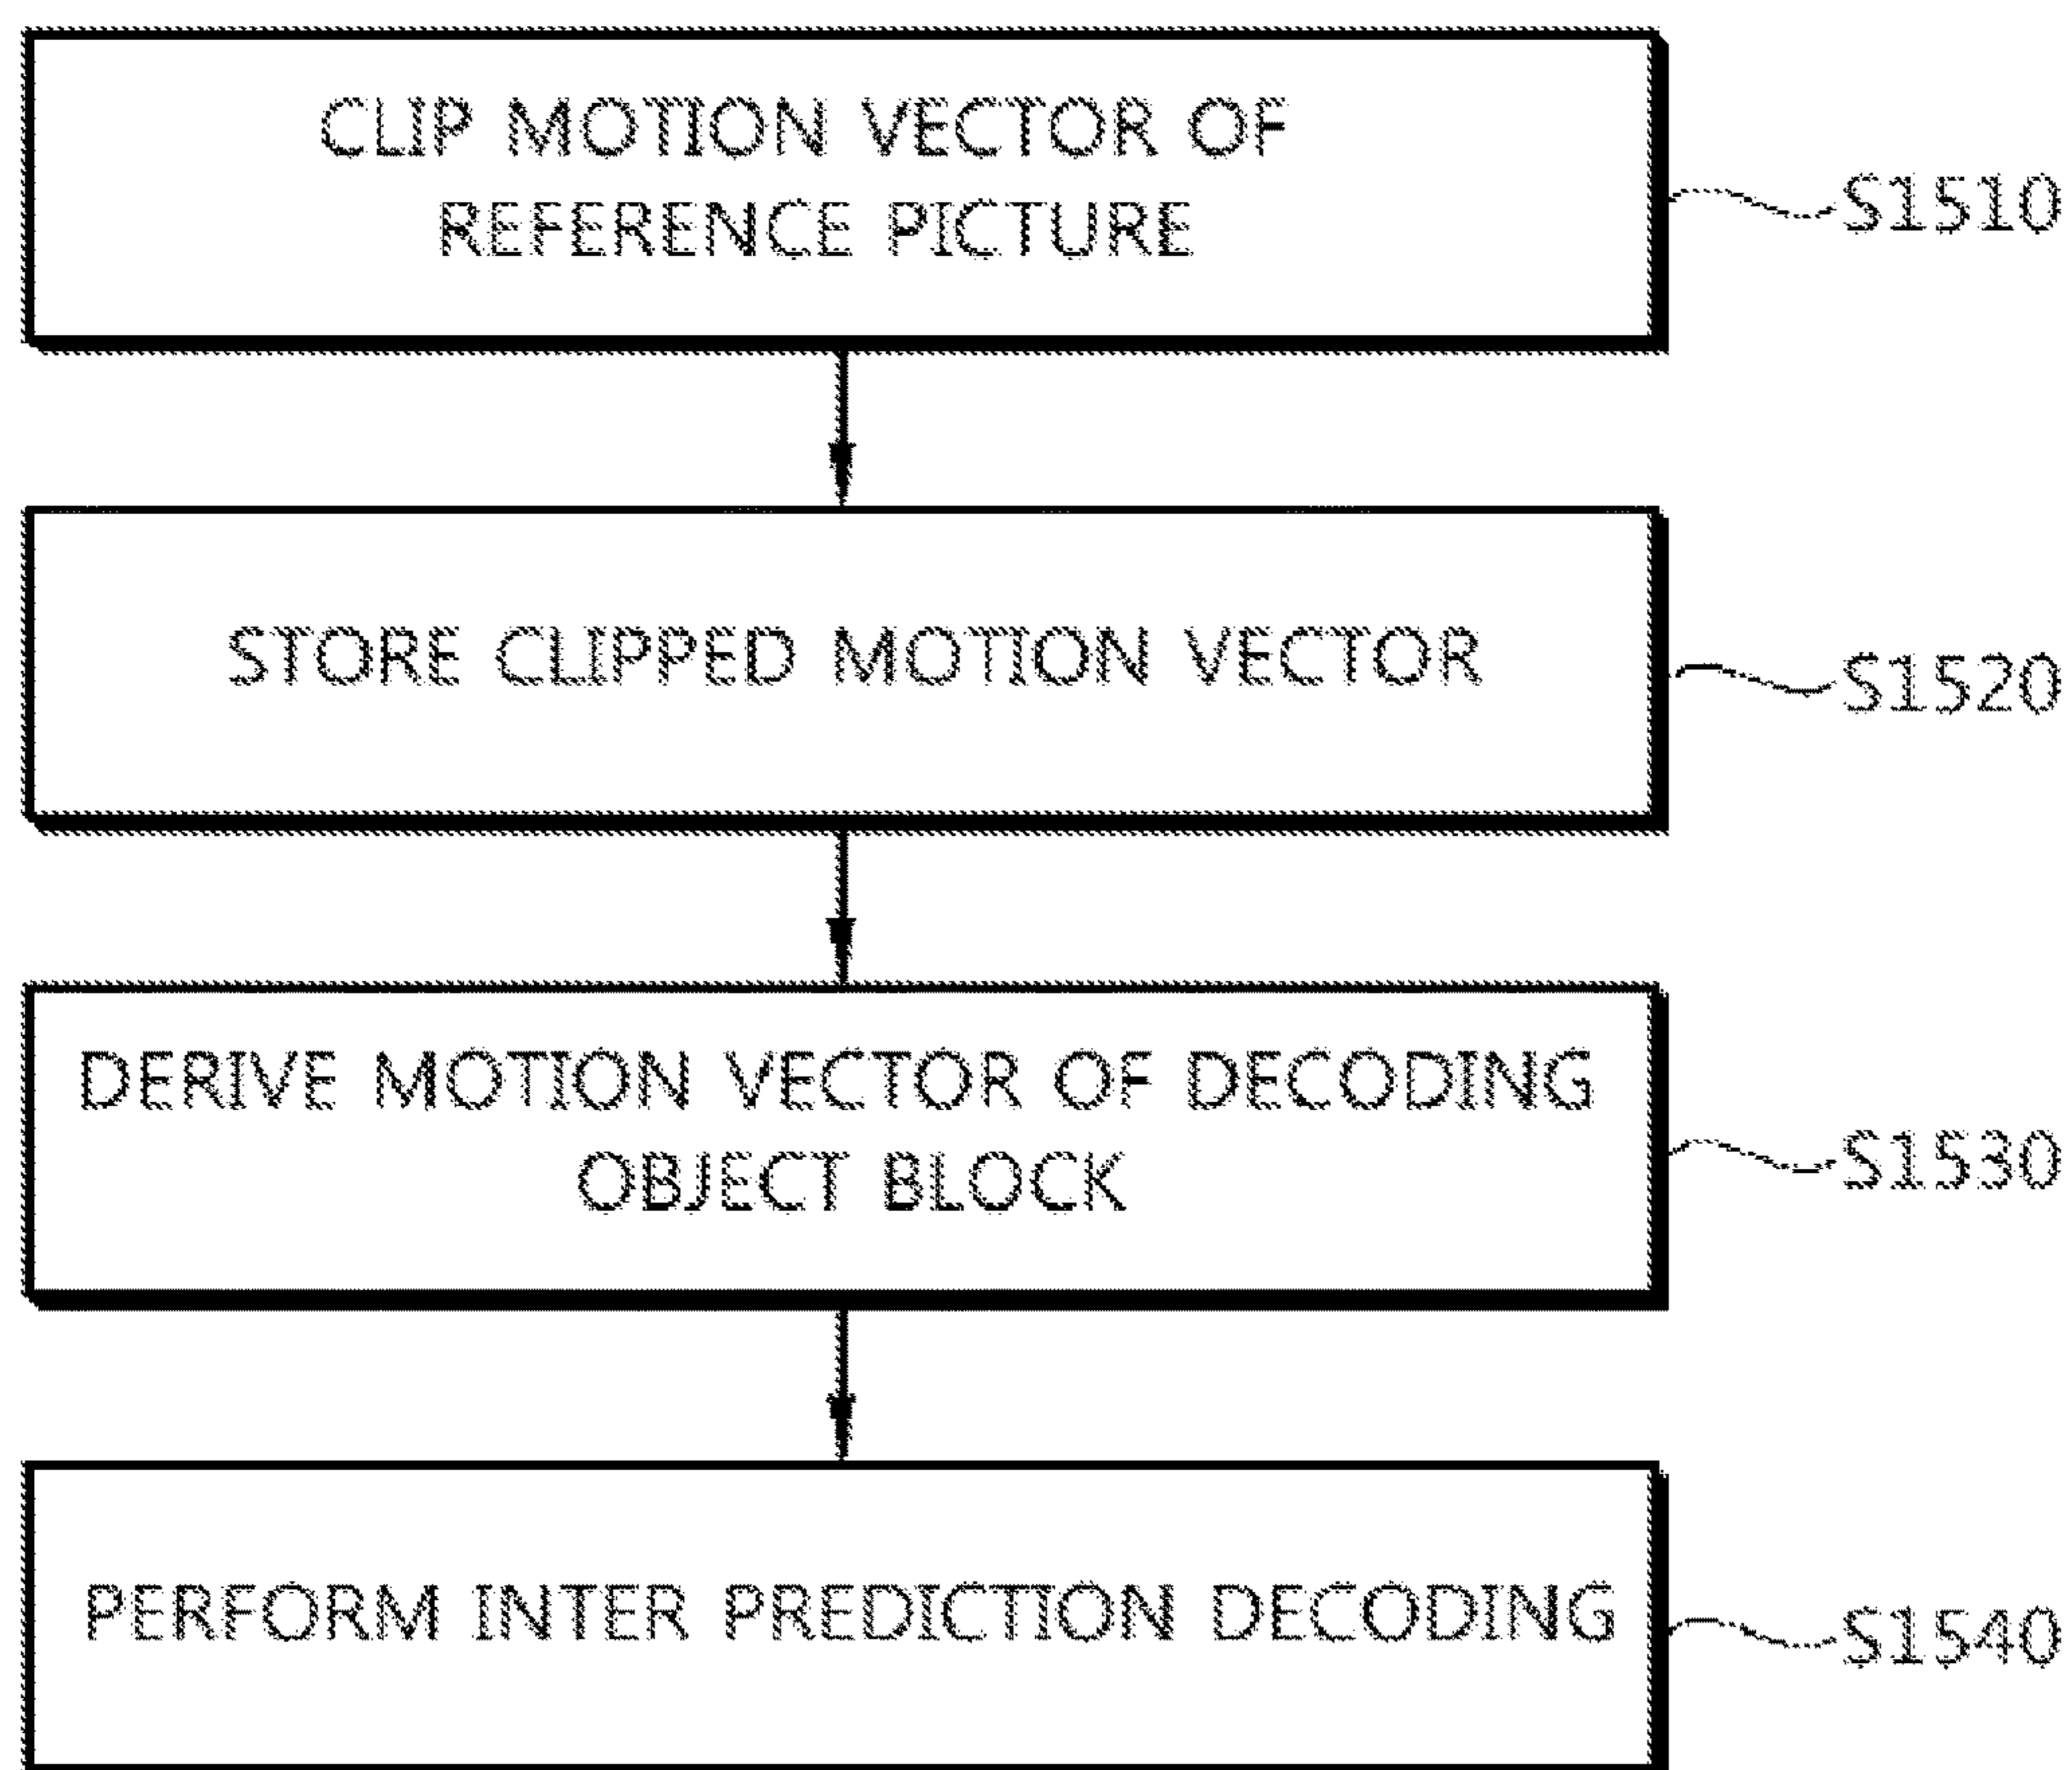 CLIP MOTION VECTOR OF
REFERENCE PICTURE
S1510
STORE CLIPPED MOTION VECTOR
S1520
DERIVE MOTION VECTOR OF DECODING
OBJECT BLOCK
S1530
PERFORM INTER PREDICTION DECODING
S1540